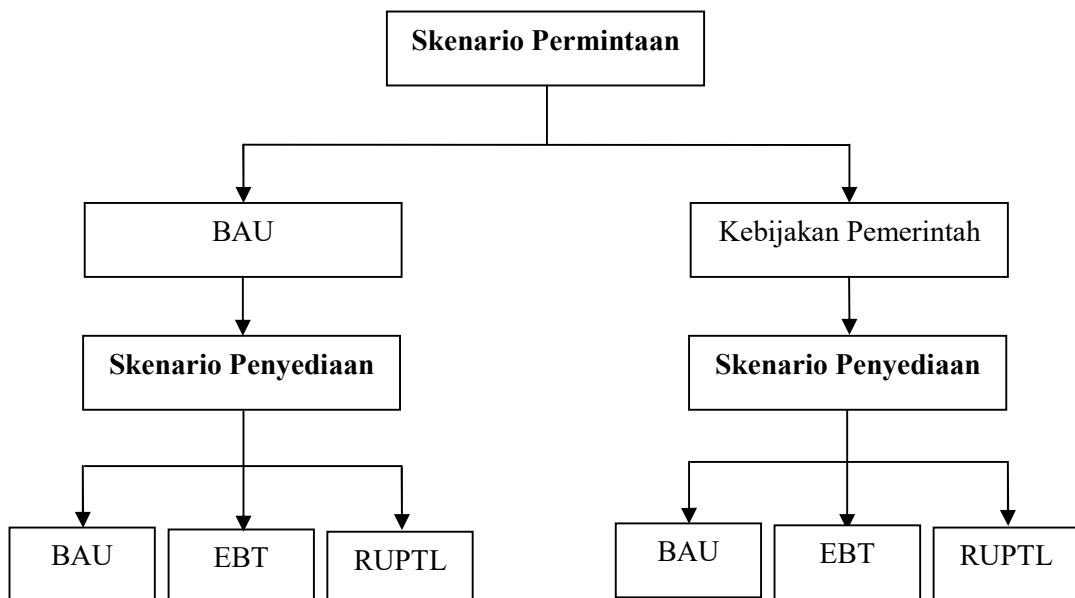 Skenario Permintaan
BAU
Kebijakan Pemerintah
Skenario Penyediaan
Skenario Penyediaan
BAU
EBT
RUPTL
BAU
EBT
RUPTL